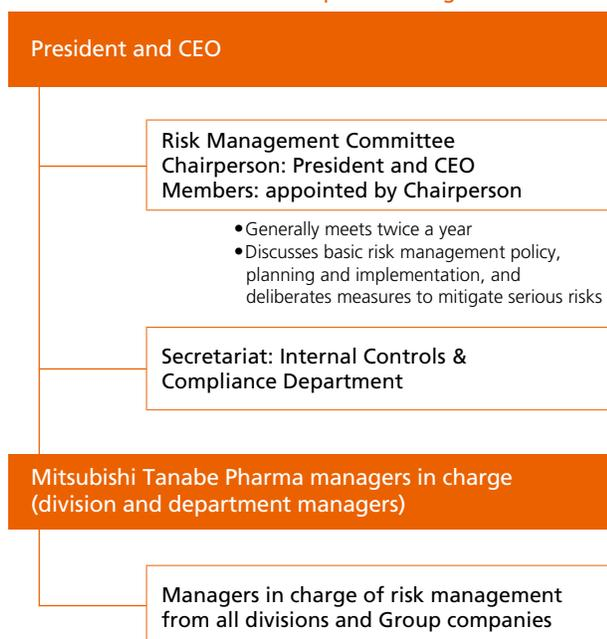 President and CEO
Risk Management Committee
Chairperson: President and CEO
Members: appointed by Chairperson
•Generally meets twice a year
•Discusses basic risk management policy,
planning and implementation, and
deliberates measures to mitigate serious risks
Secretariat: Internal Controls &
Compliance Department
Mitsubishi Tanabe Pharma managers in charge
(division and department managers)
Managers in charge of risk management
from all divisions and Group companies